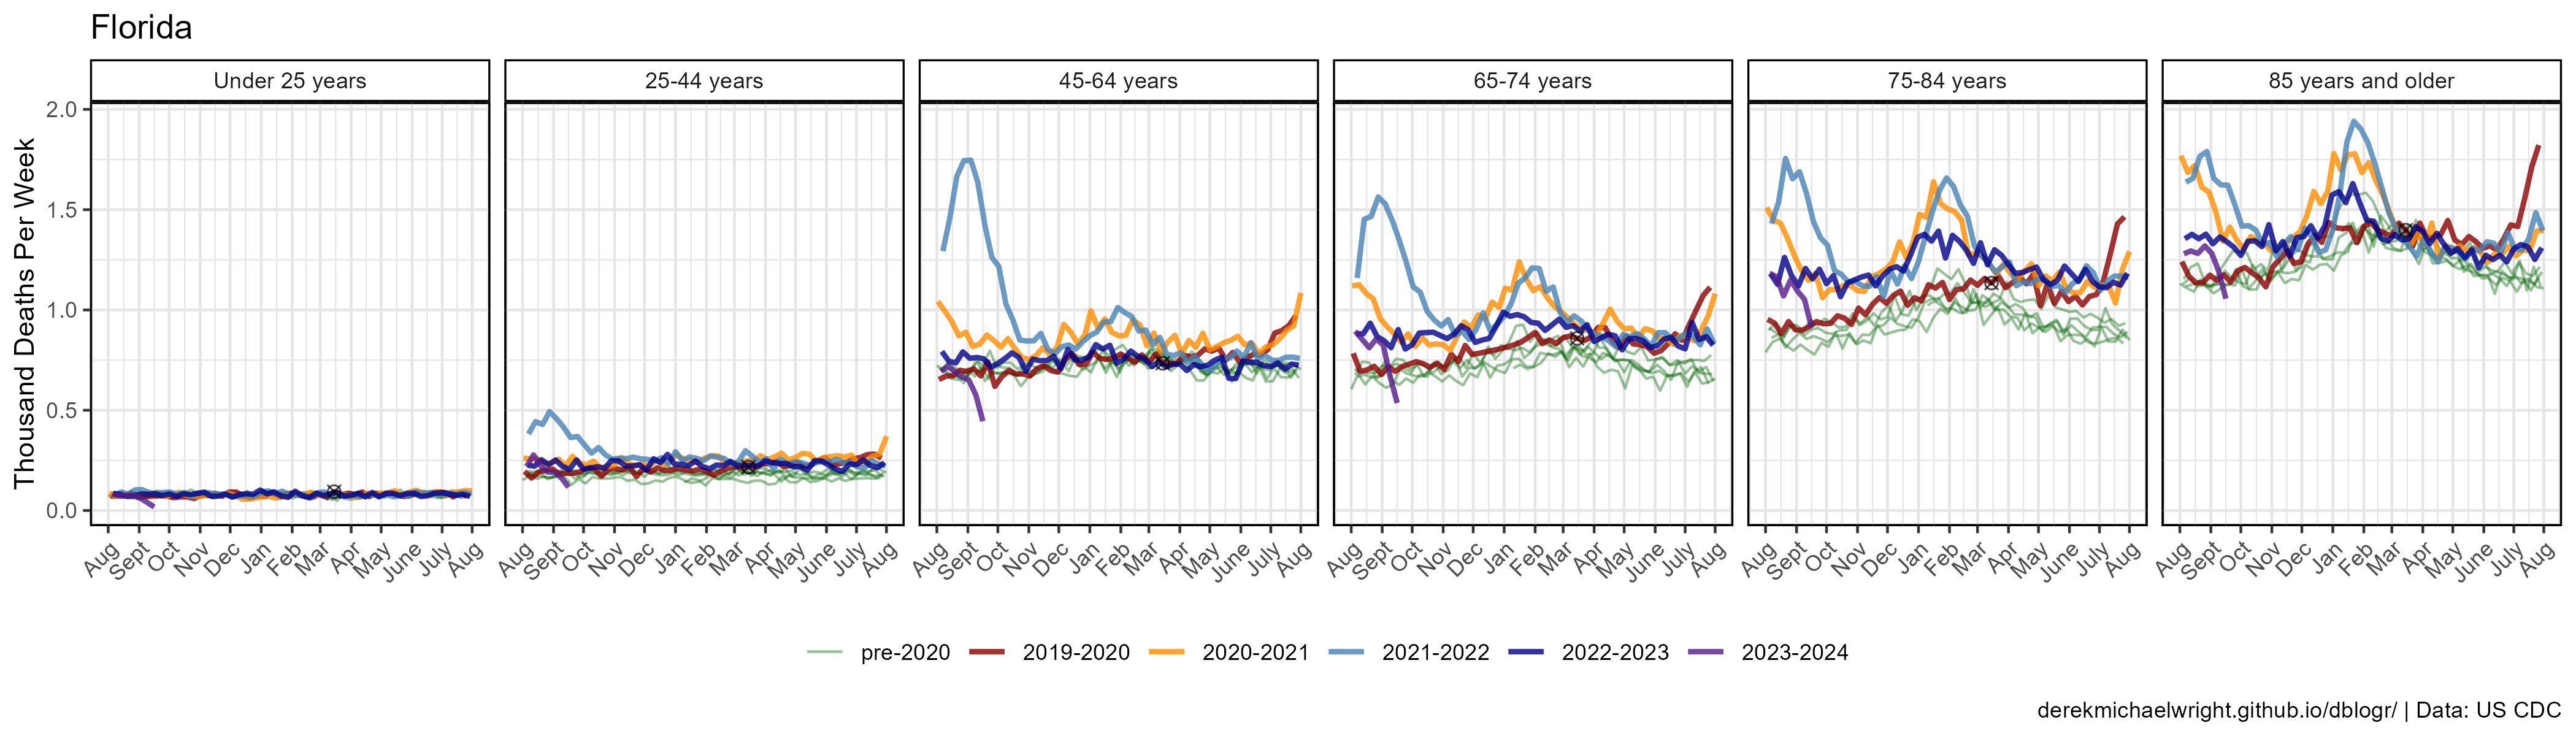 Florida
Under 25 years 25-44 years 45-64 years 65-74 years 75-84 years 85 years and older
Thousand Deaths Per Week
2.0
1.5
1.0
0.5
0.0
Aug Sept Oct Nov Dec Jan Feb Mar Apr May June July Aug Aug Sept Oct Nov Dec Jan Feb Mar Apr May June July Aug Aug Sept Oct Nov Dec Jan Feb Mar Apr May June July Aug Aug Sept Oct Nov Dec Jan Feb Mar Apr May June July Aug Aug Sept Oct Nov Dec Jan Feb Mar Apr May June July Aug Aug Sept Oct Nov Dec Jan Feb Mar Apr May June July Aug
pre-2020 2019-2020 2020-2021 2021-2022 2022-2023 2023-2024
derekmichaelwright.github.io/dblogr/ | Data: US CDC